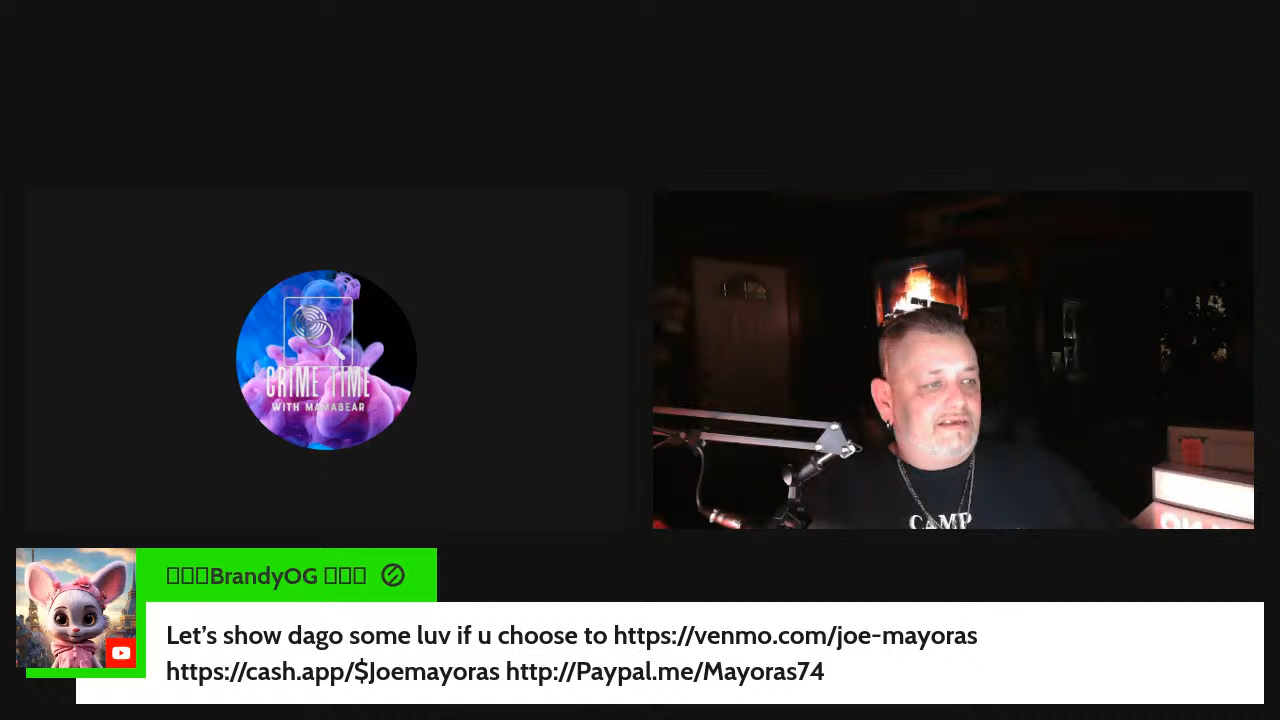 CRIME TIME
WITH MAMABEAR
CAMP
BrandyOG
Let's show dago some luv if u choose to https://venmo.com/joe-mayoras
https://cash.app/$Joemayoras http://Paypal.me/Mayoras74